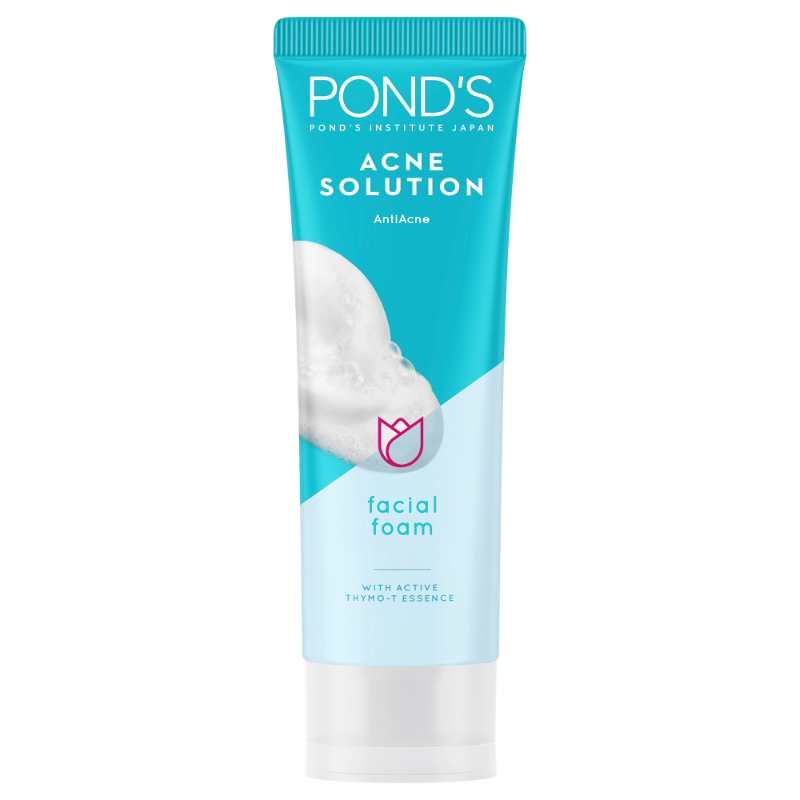 POND'S
POND'S INSTITUTE JAPAN
ACNE
SOLUTION
AntiAcne
facial
foam
WITH ACTIVE
THYMO-T ESSENCE